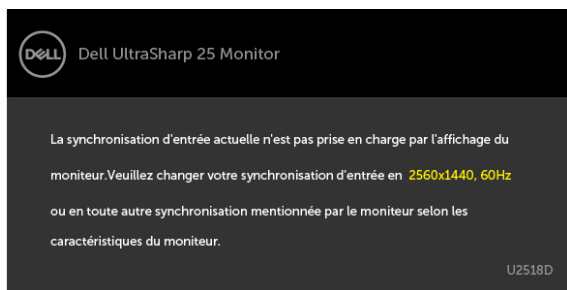 DELL Dell UltraSharp 25 Monitor
La synchronisation d'entrée actuelle n'est pas prise en charge par l'affichage du
moniteur.Veuillez changer votre synchronisation d'entrée en 2560x1440, 60Hz
ou en toute autre synchronisation mentionnée par le moniteur selon les
caractéristiques du moniteur.
U2518D